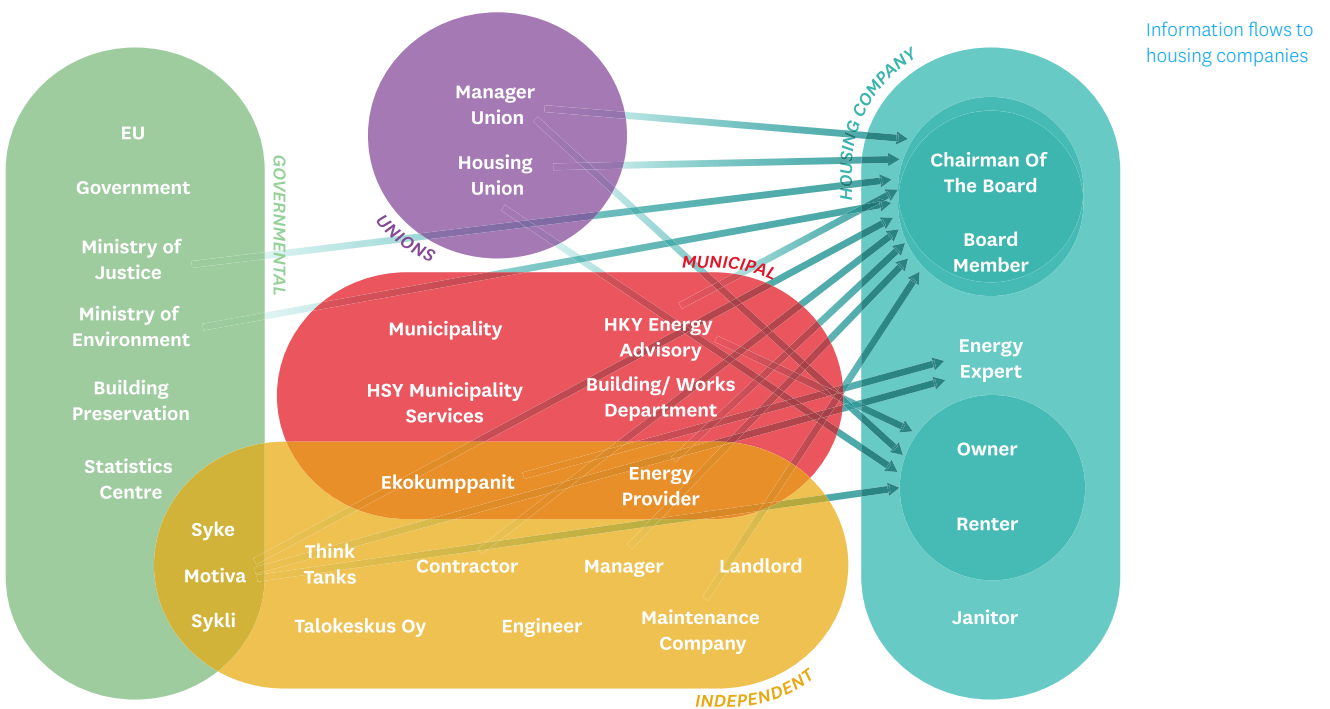 Information flows to
housing companies
EU
Government
Ministry of
Justice
Ministry of
Environment
Building
Preservation
Statistics
Centre
GOVERNMENTAL
Syke
Motiva
Sykli
Manager
Union
Housing
Union
UNIONS
MUNICIPAL
Municipality
HKY Energy
Advisory
HSY Municipality
Services
Building/ Works
Department
Ekokumppanit
Energy
Provider
Think
Tanks
Contractor
Manager
Landlord
Talokeskus Oy
Engineer
Maintenance
Company
INDEPENDENT
HOUSING COMPANY
Chairman Of
The Board
Board
Member
Energy
Expert
Owner
Renter
Janitor